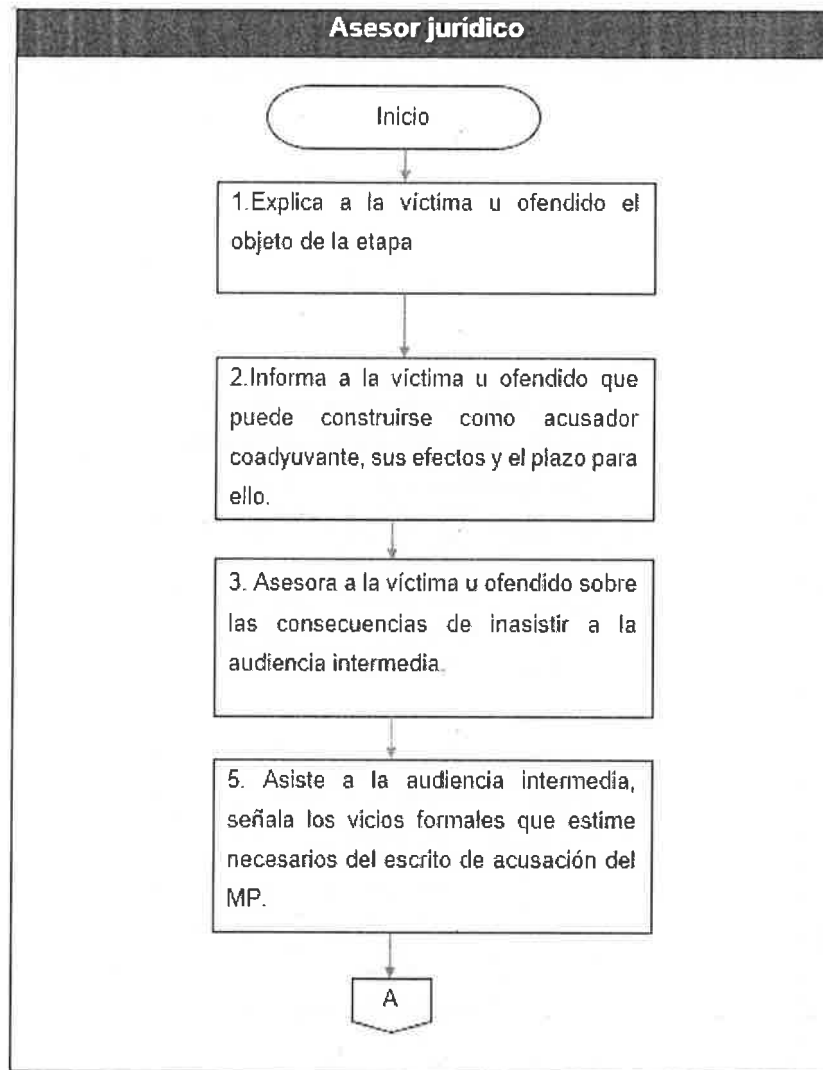 Asesor jurídico
Inicio
1.Explica a la víctima u ofendido el
objeto de la etapa
2.Informa a la víctima u ofendido que
puede construirse como acusador
coadyuvante, sus efectos y el plazo para
ello.
3. Asesora a la víctima u ofendido sobre
las consecuencias de inasistir a la
audiencia intermedia.
5. Asiste a la audiencia intermedia,
señala los vicios formales que estime
necesarios del escrito de acusación del
MP.
A